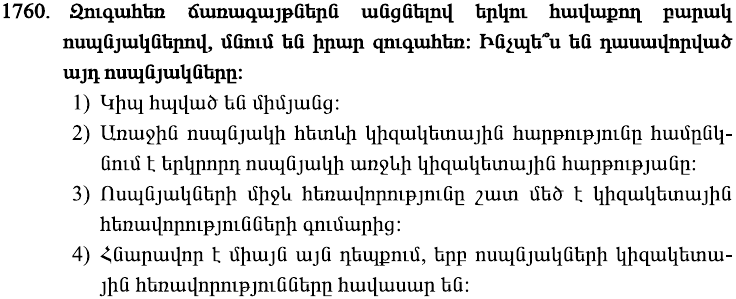 1760. Զուգահեռ ճառագայթներն անցնելով երկու հավաքող բարակ
ոսպնյակներով, մնում են իրար զուգահեռ: Ինչպե՞ս են դասավորված
այդ ոսպնյակները:
1) Կիպ հպված են միմյանց:
2) Առաջին ոսպնյակի հետևի կիզակետային հարթությունը համընկ-
նում է երկրորդ ոսպնյակի առջևի կիզակետային հարթությանը:
3) Ոսպնյակների միջև հեռավորությունը շատ մեծ է կիզակետային
հեռավորությունների գումարից:
4) Հնարավոր է միայն այն դեպքում, երբ ոսպնյակների կիզակետա-
յին հեռավորությունները հավասար են: